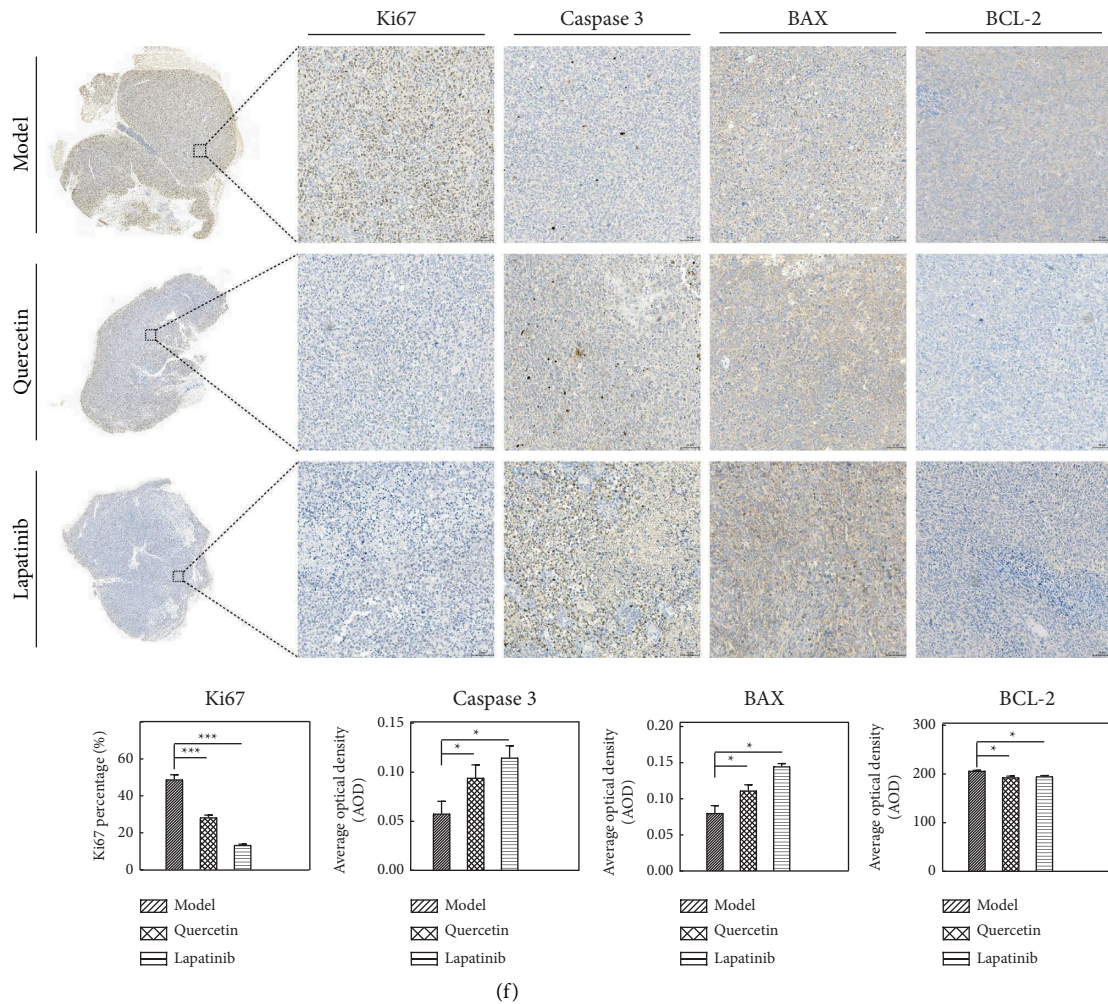 Ki67
Caspase 3
BAX
BCL-2
Model
Quercetin
Lapatinib
Ki67
Caspase 3
BAX
BCL-2
Ki67 percentage (%)
60
40
20
0
***
***
Average optical density
(AOD)
0.15
0.10
0.05
0.00
*
*
Average optical density
(AOD)
0.20
0.15
0.10
0.05
0.00
*
*
Average optical density
(AOD)
300
200
100
0
*
*
Model
Quercetin
Lapatinib
Model
Quercetin
Lapatinib
Model
Quercetin
Lapatinib
Model
Quercetin
Lapatinib
(f)